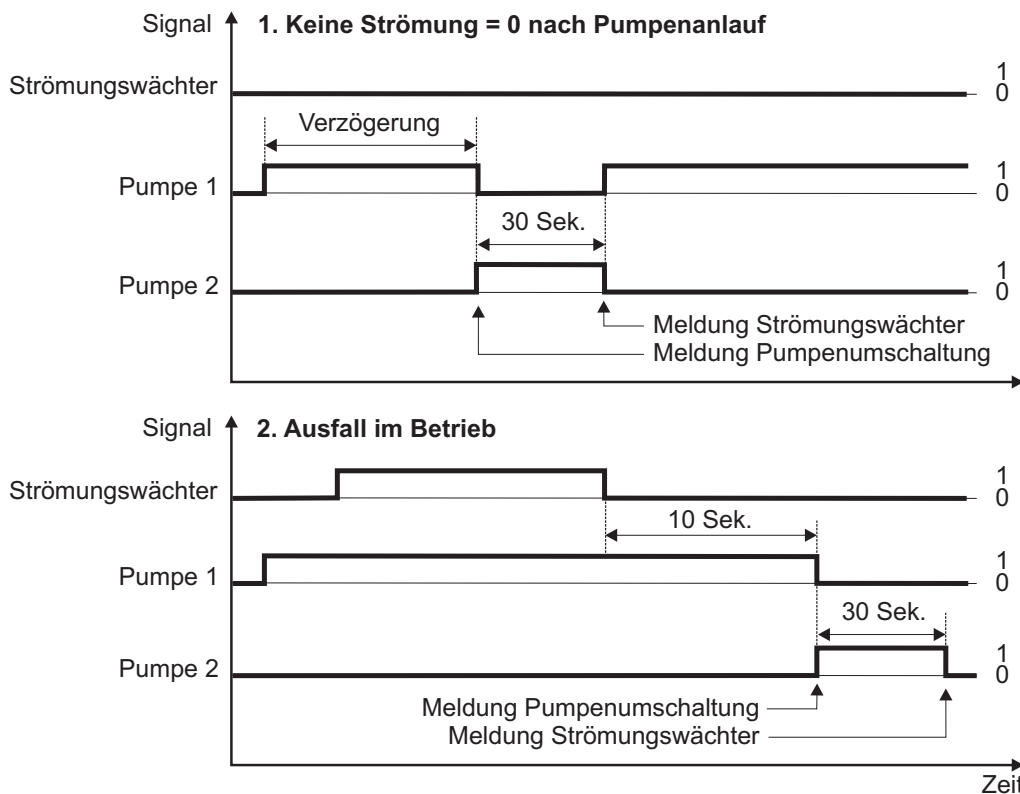 Signal
1. Keine Strömung = 0 nach Pumpenanlauf
Strömungswächter
1
0
Verzögerung
Pumpe 1
1
0
30 Sek.
Pumpe 2
1
0
Meldung Strömungswächter
Meldung Pumpenumschaltung
Signal
2. Ausfall im Betrieb
Strömungswächter
1
0
10 Sek.
Pumpe 1
1
0
30 Sek.
Pumpe 2
1
0
Meldung Pumpenumschaltung
Meldung Strömungswächter
Zeit